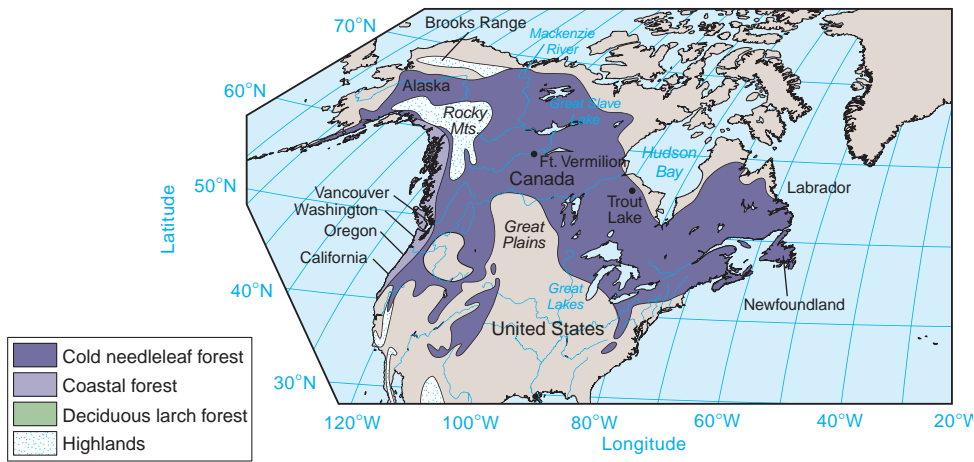 70°N
Brooks Range
Mackenzie
River
60°N
Alaska
Great Slave
Lake
Rocky
Mts.
Hudson
Bay
Ft. Vermilion
Canada
50°N
Labrador
Vancouver
Trout
Lake
Washington
Latitude
Oregon
Great
Plains
California
40°N
Great
Lakes
Newfoundland
United States
Cold needleleaf forest
Coastal forest
Deciduous larch forest
Highlands
30°N
120°W
100°W
80°W
60°W
40°W
20°W
Longitude